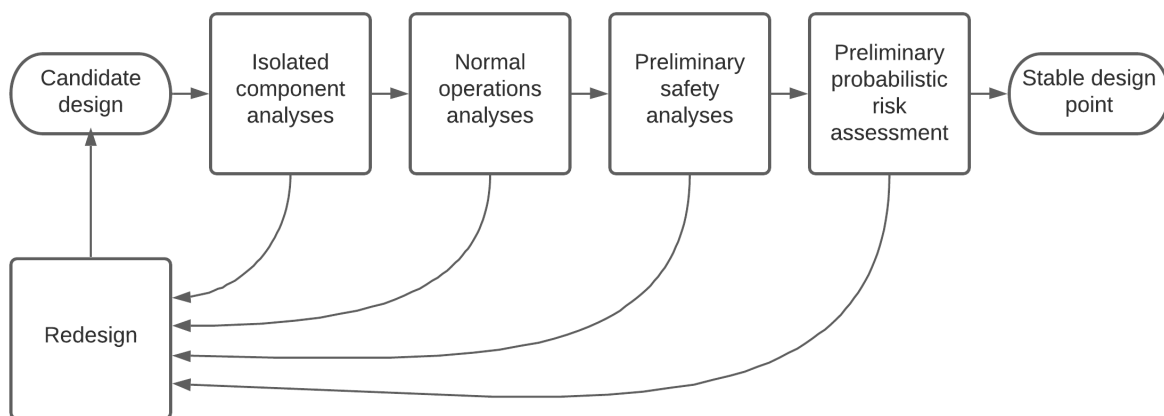 Candidate
design
Isolated
component
analyses
Normal
operations
analyses
Preliminary
safety
analyses
Preliminary
probabilistic
risk
assessment
Stable design
point
Redesign